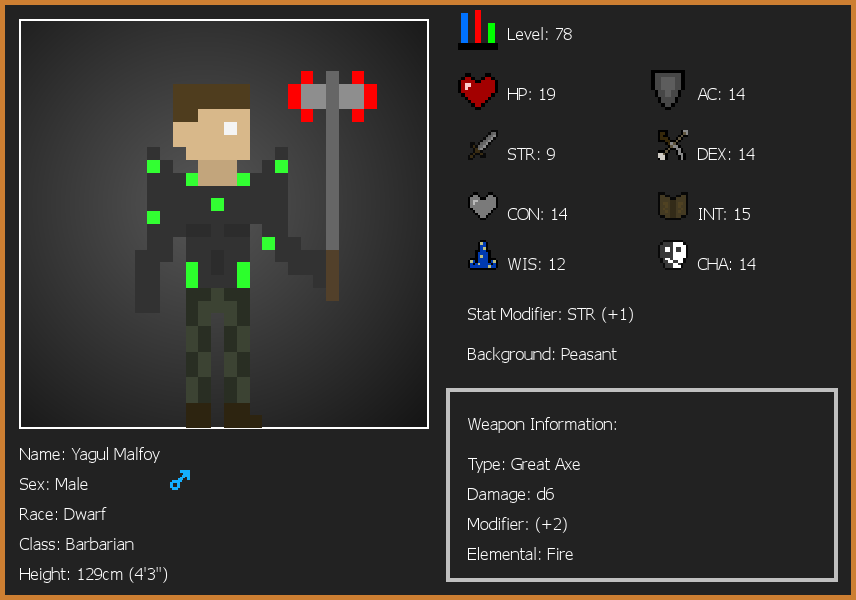 Level: 78
HP: 19
AC: 14
STR: 9
DEX: 14
CON: 14
INT: 15
WIS: 12
CHA: 14
Stat Modifier: STR (+1)
Background: Peasant
Weapon Information:
Type: Great Axe
Damage: d6
Modifier: (+2)
Elemental: Fire
Name: Yagul Malfoy
Sex: Male
Race: Dwarf
Class: Barbarian
Height: 129cm (4'3")